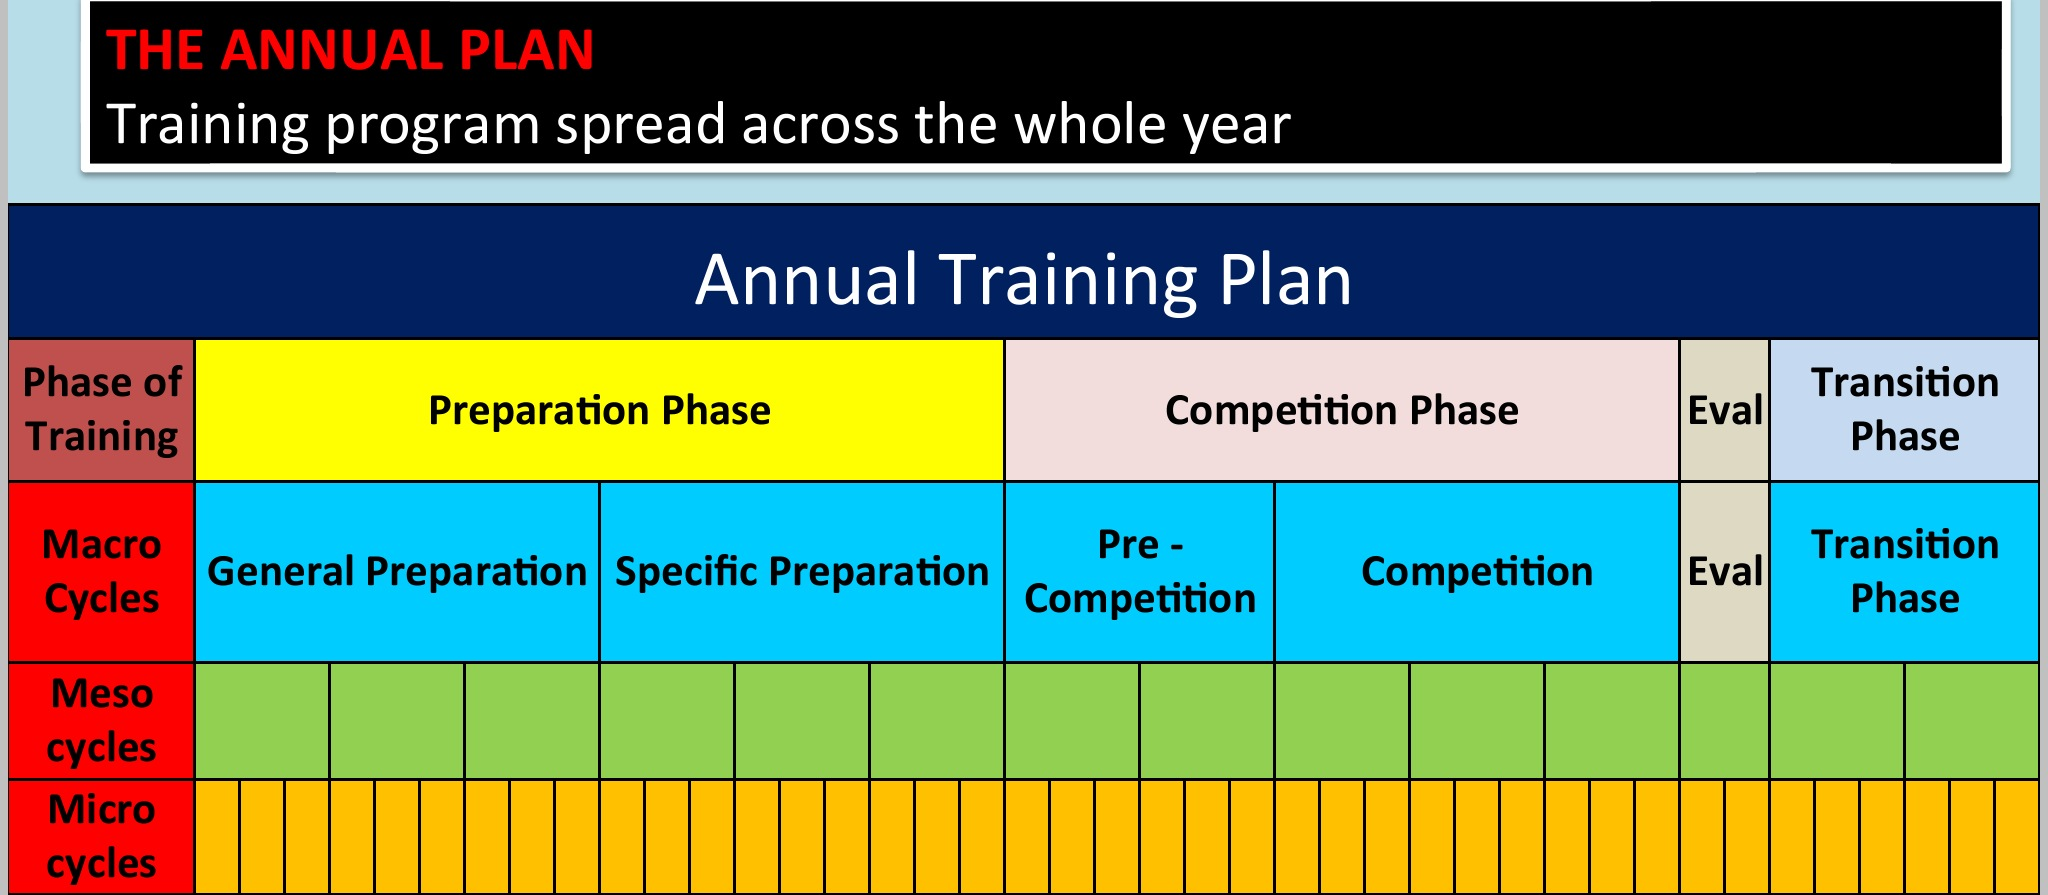 THE ANNUAL PLAN
Training program spread across the whole year
Annual Training Plan
Phase of
Training
Preparation Phase
Competition Phase
Eval
Transition
Phase
Macro
Cycles
General Preparation
Specific Preparation
Pre -
Competition
Competition
Eval
Transition
Phase
Meso
cycles
Micro
cycles